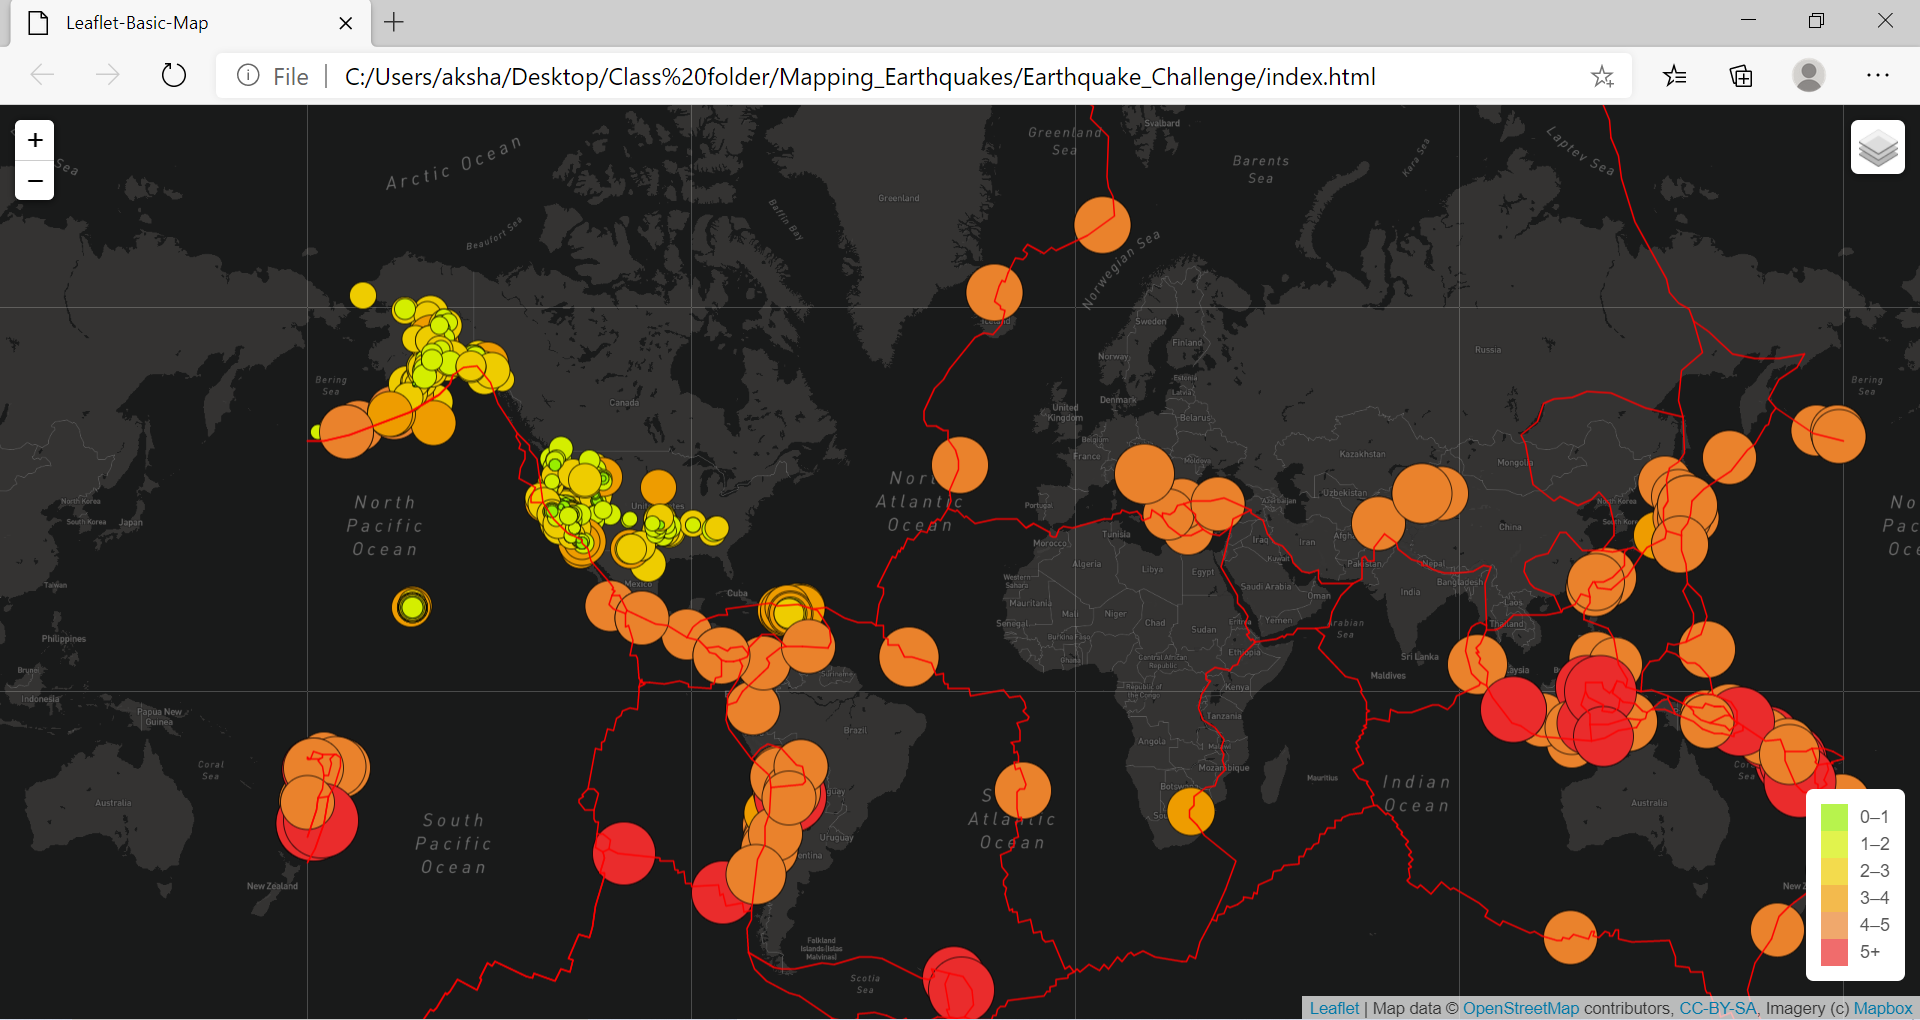 Leaflet-Basic-Map
File
C:/Users/aksha/Desktop/Class%20folder/Mapping_Earthquakes/Earthquake_Challenge/index.html
+
−
Sea
Arctic Ocean
Beaufort Sea
Baffin Bay
Greenland
Greenland
Sea
Svalbard
Barents
Sea
Kara Sea
Laptev Sea
Norwegian Sea
Iceland
Sweden
Finland
Norway
Estonia
Latvia
Denmark
Belarus
United
Kingdom
Belgium
France
Moldova
Russia
Bering
Sea
Bering
Sea
Canada
Kazakhstan
Mongolia
North Korea
South Korea
Japan
North
Pacific
Ocean
United States
North
Atlantic
Ocean
Portugal
Tunisia
Morocco
Uzbekistan
China
North Korea
South Korea
No
Pac
Oce
Iraq
Iran
Kuwait
Pakistan
Nepal
Bangladesh
Algeria
Libya
Egypt
Western
Sahara
Saudi Arabia
Oman
India
Taiwan
Mexico
Cuba
Mauritania
Mali
Niger
Chad
Sudan
Eritrea
Yemen
Arabian
Sea
Laos
Thailand
Senegal
Burkina Faso
Ghana
Central African
Republic
Ethiopia
Sri Lanka
Maldives
Philippines
Brunei
Indonesia
Papua New
Guinea
Suriname
Republic of
the Congo
Kenya
Tanzania
Brazil
Angola
Malawi
Mozambique
Botswana
Mauritius
Indian
Ocean
Coral
Sea
Australia
Australia
South
Pacific
Ocean
Uruguay
Atlantic
Ocean
New Zealand
New Z
Falkland
Islands (Islas
Malvinas)
Scotia
Sea
0–1
1–2
2–3
3–4
4–5
5+
Leaflet | Map data © OpenStreetMap contributors, CC-BY-SA, Imagery (c) Mapbox